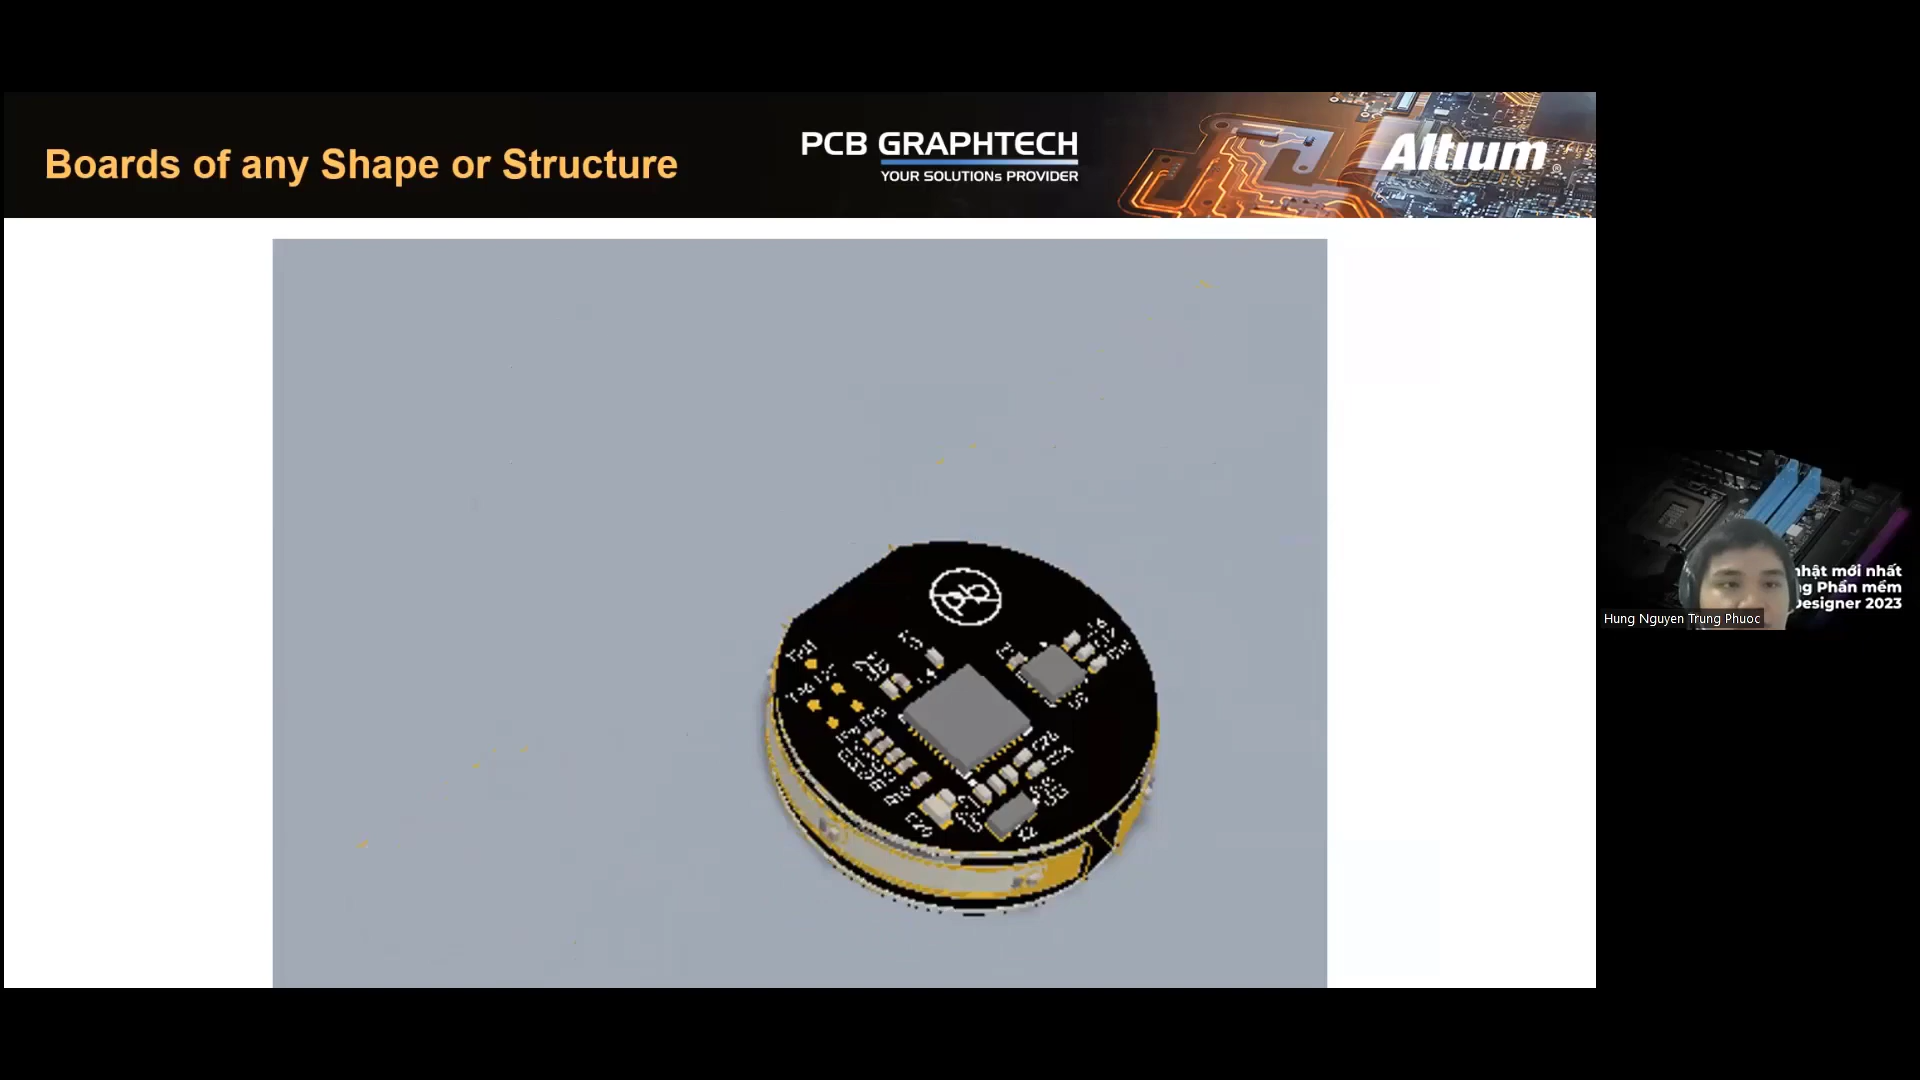 Boards of any Shape or Structure
PCB GRAPHTECH
YOUR SOLUTIONs PROVIDER
Altıum
nhật mới nhất
g Phần mềm
Designer 2023
Hung Nguyen Trung Phuoc